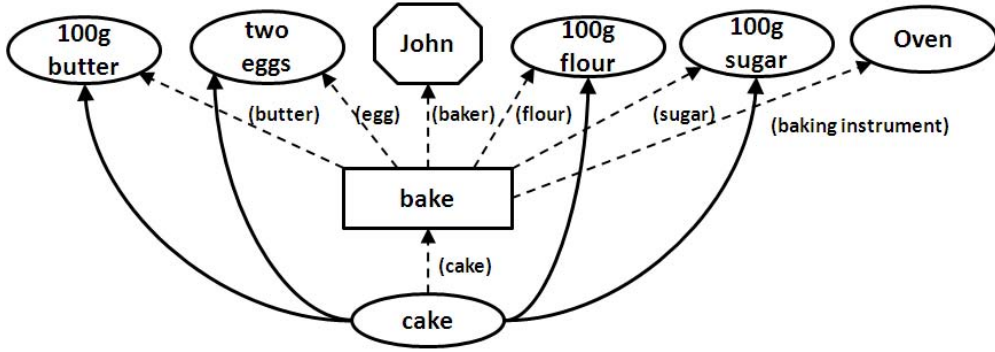 100g
butter
two
eggs
John
100g
flour
100g
sugar
Oven
(butter)
(egg)
(baker)
(flour)
(sugar)
(baking instrument)
bake
(cake)
cake